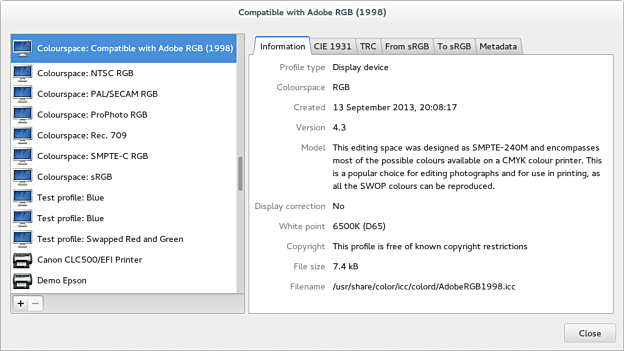 Compatible with Adobe RGB (1998)
Colourspace: Compatible with Adobe RGB (1998)
Colourspace: NTSC RGB
Colourspace: PAL/SECAM RGB
Colourspace: ProPhoto RGB
Colourspace: Rec. 709
Colourspace: SMPTE-C RGB
Colourspace: sRGB
Test profile: Blue
Test profile: Blue
Test profile: Swapped Red and Green
Canon CLC500/EFI Printer
Demo Epson
+ −
Information CIE 1931 TRC From sRGB To sRGB Metadata
Profile type Display device
Colourspace RGB
Created 13 September 2013, 20:08:17
Version 4.3
Model This editing space was designed as SMPTE-240M and encompasses
most of the possible colours available on a CMYK colour printer. This
is a popular choice for editing photographs and for use in printing, as
all the SWOP colours can be reproduced.
Display correction No
White point 6500K (D65)
Copyright This profile is free of known copyright restrictions
File size 7.4 kB
Filename /usr/share/color/icc/colord/AdobeRGB1998.icc
Close